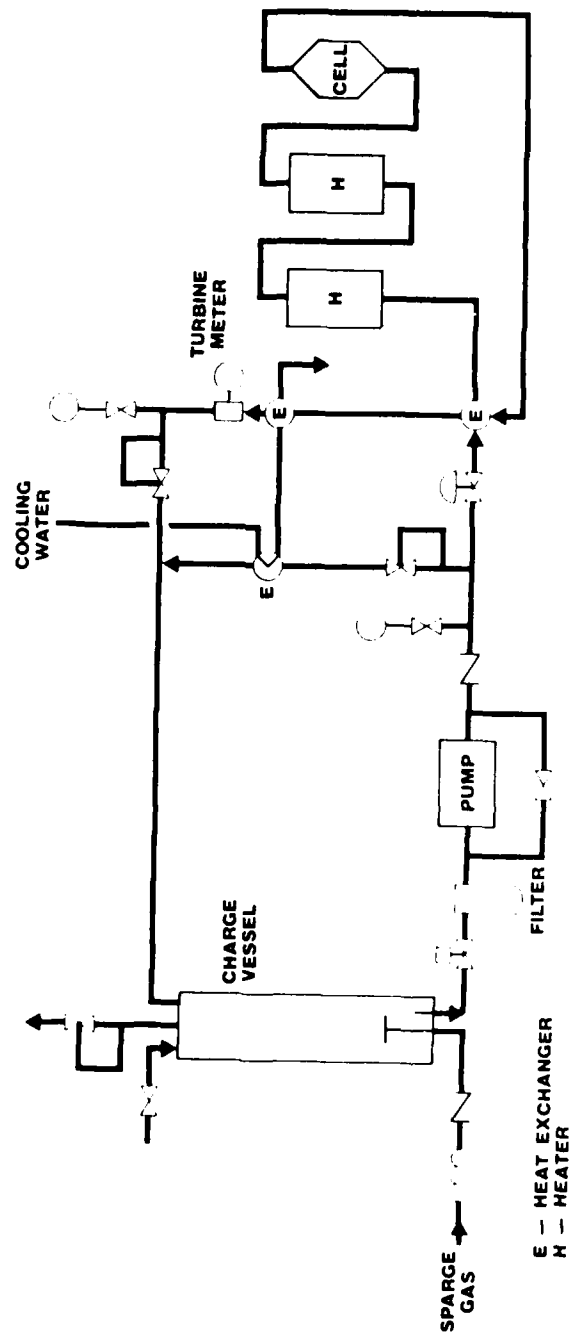 COOLING
WATER
TURBINE
METER
CELL
H
H
E
E
E
CHARGE
VESSEL
PUMP
FILTER
SPARGE
GAS
E – HEAT EXCHANGER
H – HEATER